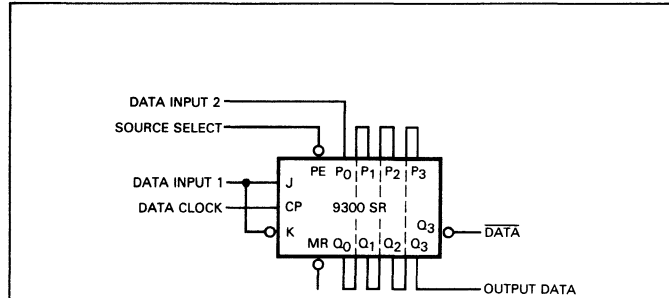 DATA INPUT 2
SOURCE SELECT
PE P0 P1 P2 P3
DATA INPUT 1 J
DATA CLOCK CP 9300 SR
Q3 DATA
K
MR Q0 Q1 Q2 Q3
OUTPUT DATA